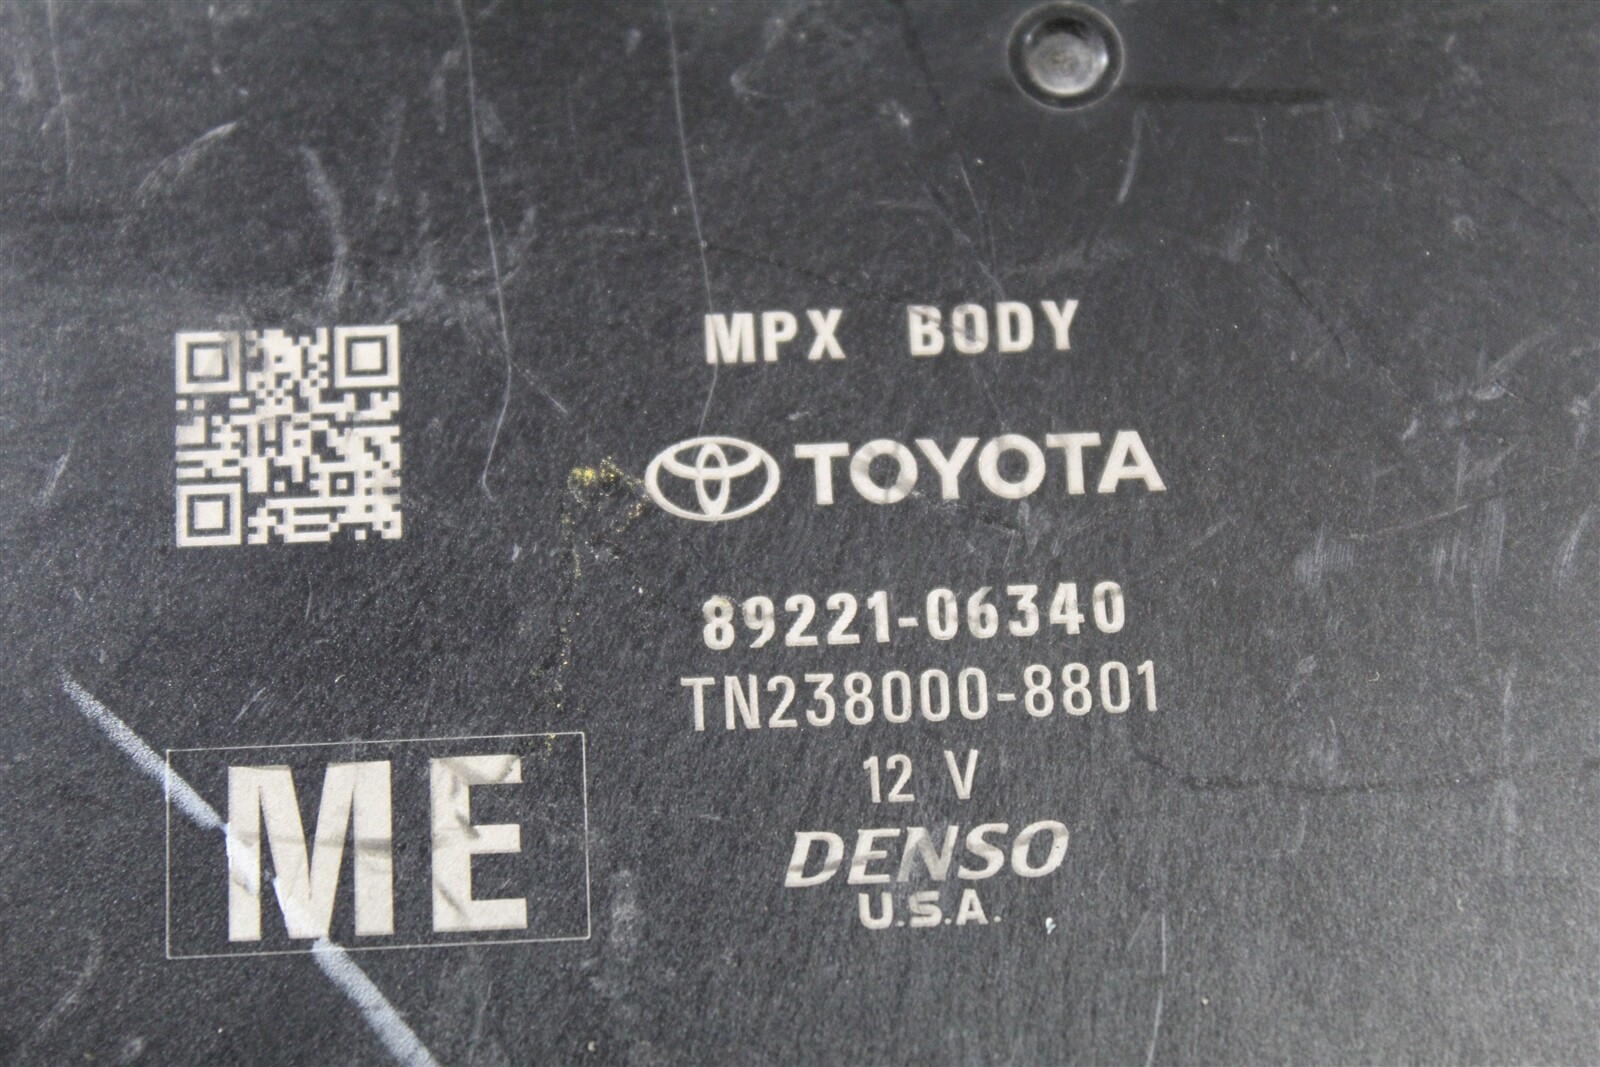 MPX BODY
TOYOTA
89221-06340
TN238000-8801
12 V
DENSO
U.S.A.
ME